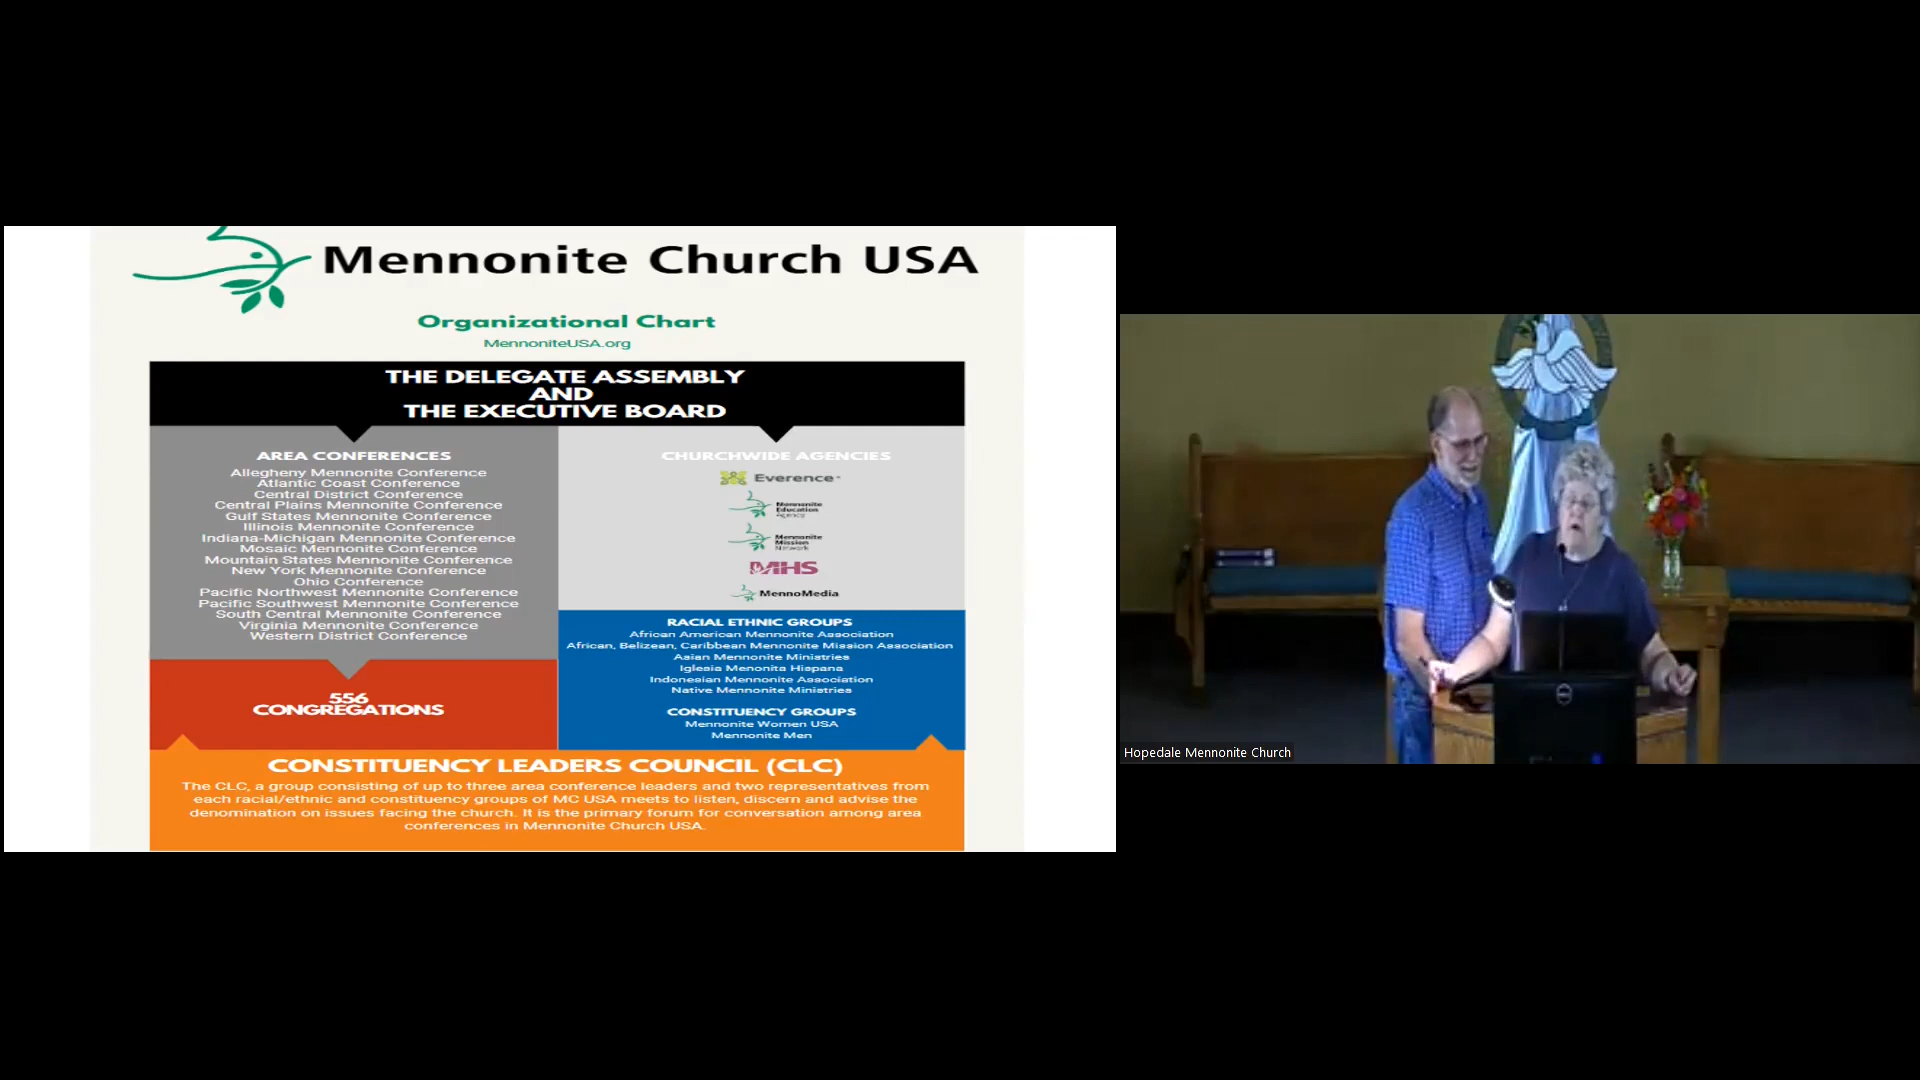 Mennonite Church USA
Organizational Chart
MennoniteUSA.org
THE DELEGATE ASSEMBLY
AND
THE EXECUTIVE BOARD
AREA CONFERENCES
Allegheny Mennonite Conference
Atlantic Coast Conference
Central District Conference
Central Plains Mennonite Conference
Gulf States Mennonite Conference
Illinois Mennonite Conference
Indiana-Michigan Mennonite Conference
Mosaic Mennonite Conference
Mountain States Mennonite Conference
New York Mennonite Conference
Ohio Conference
Pacific Northwest Mennonite Conference
Pacific Southwest Mennonite Conference
South Central Mennonite Conference
Virginia Mennonite Conference
Western District Conference
556
CONGREGATIONS
CHURCHWIDE AGENCIES
Everence
Mennonite
Education
Agency
Mennonite
Mission
Network
MHS
MennoMedia
RACIAL ETHNIC GROUPS
African American Mennonite Association
African, Belizean, Caribbean Mennonite Mission Association
Asian Mennonite Ministries
Iglesia Menonita Hispana
Indonesian Mennonite Association
Native Mennonite Ministries
CONSTITUENCY GROUPS
Mennonite Women USA
Mennonite Men
CONSTITUENCY LEADERS COUNCIL (CLC)
The CLC, a group consisting of up to three area conference leaders and two representatives from
each racial/ethnic and constituency groups of MC USA meets to listen, discern and advise the
denomination on issues facing the church. It is the primary forum for conversation among area
conferences in Mennonite Church USA.
Hopedale Mennonite Church
DELL